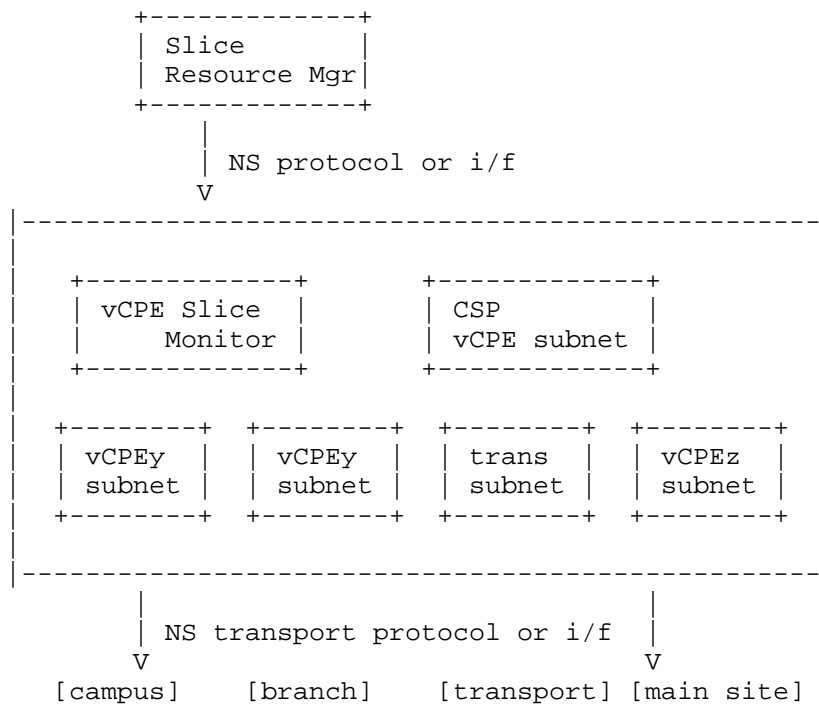 Slice
Resource Mgr
NS protocol or i/f
V
vCPE Slice CSP
Monitor vCPE subnet
vCPEy vCPEy trans vCPEz
subnet subnet subnet subnet
NS transport protocol or i/f
V V
[campus] [branch] [transport] [main site]